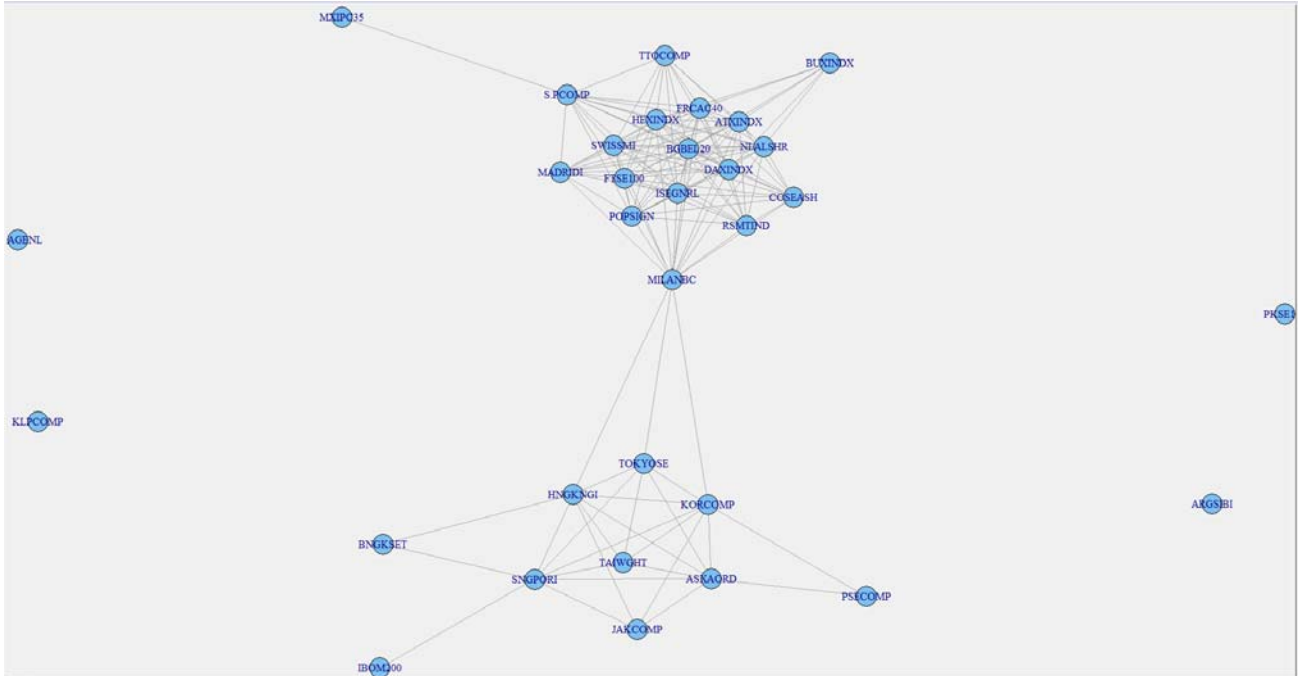 MXIPC35
TTOCOMP
BUXINDX
S.PCOMP
FRCAC40
HEXINDX
ATXINDX
SWISSMI
BGBEL20
NLALSHR
MADRIDI
FTSE100
DAXINDX
ISEGNRL
COSEASH
POPSIGN
RSMTIND
AGENL
MILANBC
PKSE1
KLPCOMP
TOKYOSE
HNGKNGI
KORCOMP
ARGSIBI
BNGKSET
TAIWGHT
SNGPORI
ASXAORD
PSECOMP
JAKCOMP
IBOM200